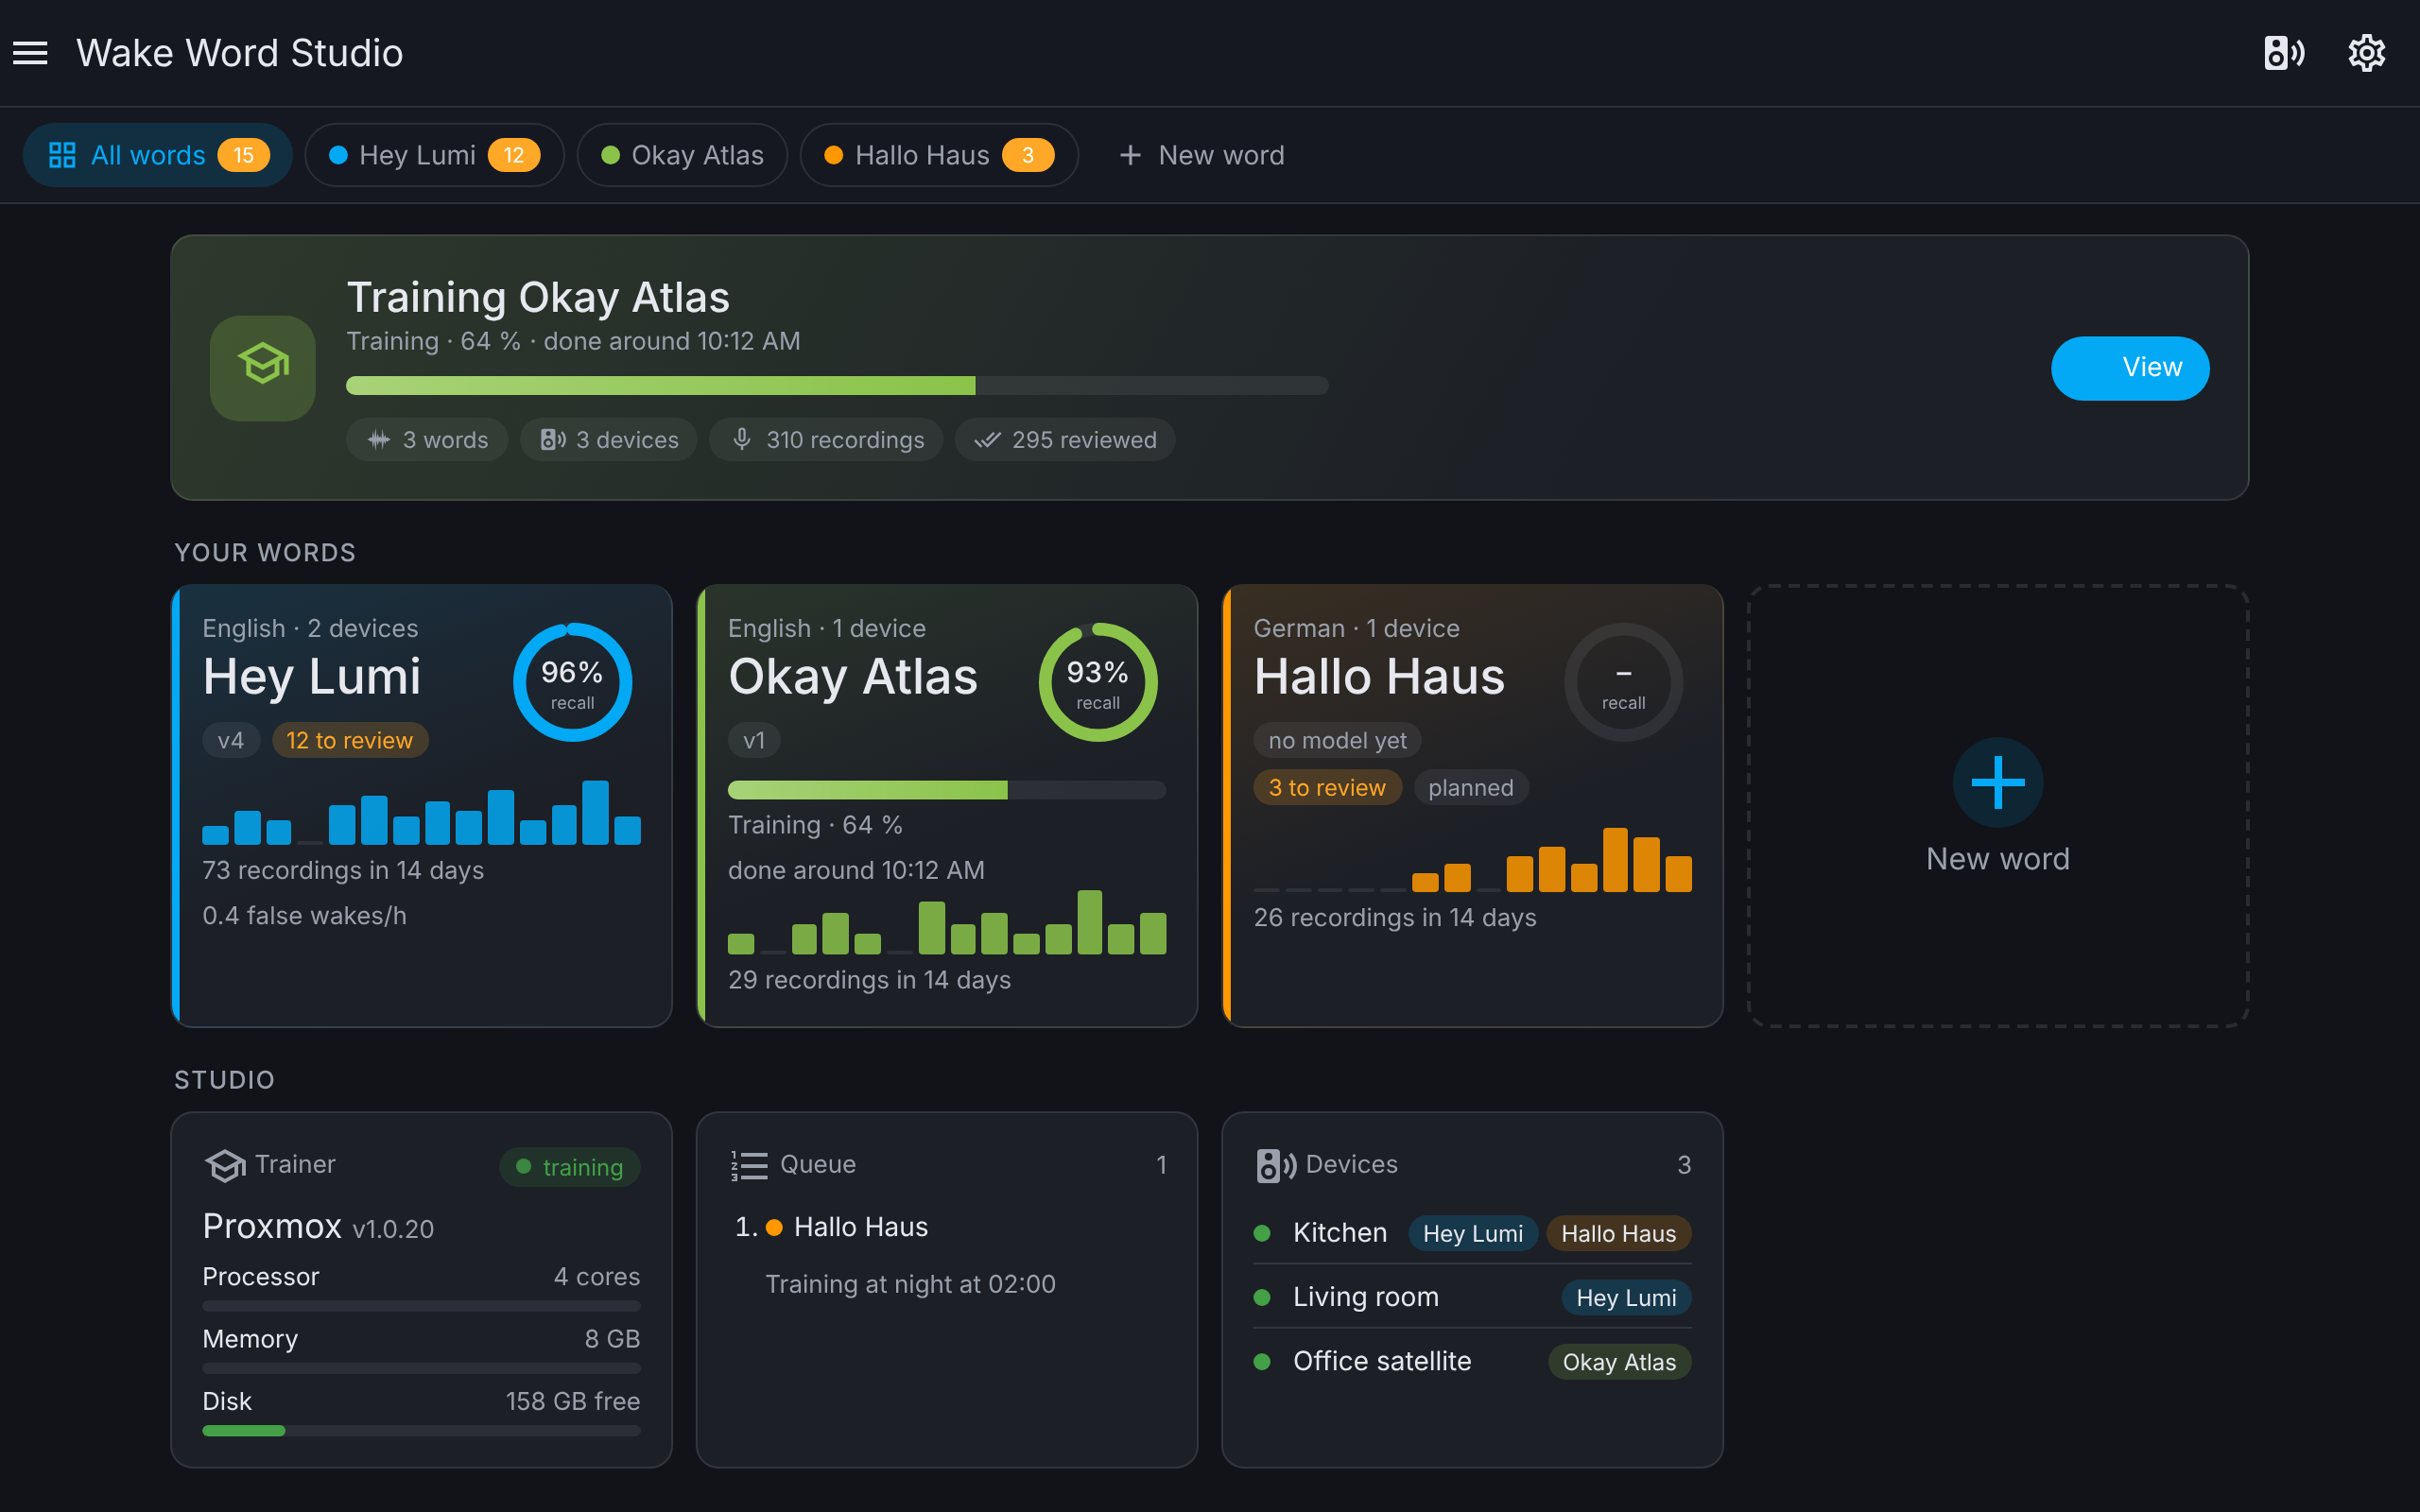 Wake Word Studio
All words 15 Hey Lumi 12 Okay Atlas Hallo Haus 3 + New word
Training Okay Atlas
Training · 64 % · done around 10:12 AM
View
3 words 3 devices 310 recordings 295 reviewed
YOUR WORDS
English · 2 devices
Hey Lumi
96%
recall
v4 12 to review
73 recordings in 14 days
0.4 false wakes/h
English · 1 device
Okay Atlas
93%
recall
v1
Training · 64 %
done around 10:12 AM
29 recordings in 14 days
German · 1 device
Hallo Haus
–
recall
no model yet
3 to review planned
26 recordings in 14 days
New word
STUDIO
Trainer training
Proxmox v1.0.20
Processor 4 cores
Memory 8 GB
Disk 158 GB free
Queue 1
1. Hallo Haus
Training at night at 02:00
Devices 3
Kitchen Hey Lumi Hallo Haus
Living room Hey Lumi
Office satellite Okay Atlas